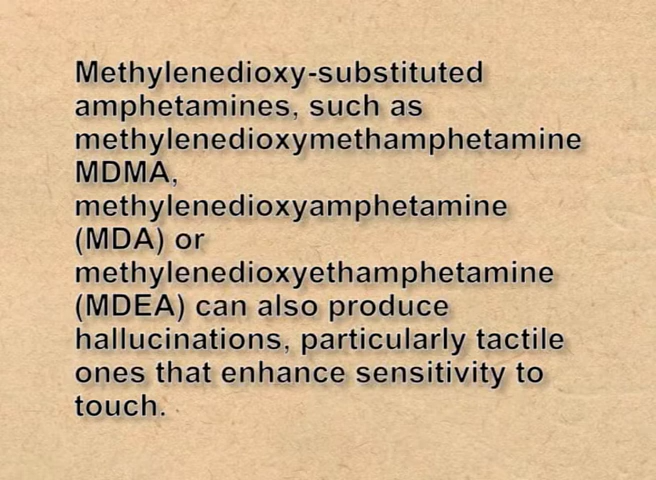 Methylenedioxy-substituted
amphetamines, such as
methylenedioxymethamphetamine
MDMA,
methylenedioxyamphetamine
(MDA) or
methylenedioxyethamphetamine
(MDEA) can also produce
hallucinations, particularly tactile
ones that enhance sensitivity to
touch.